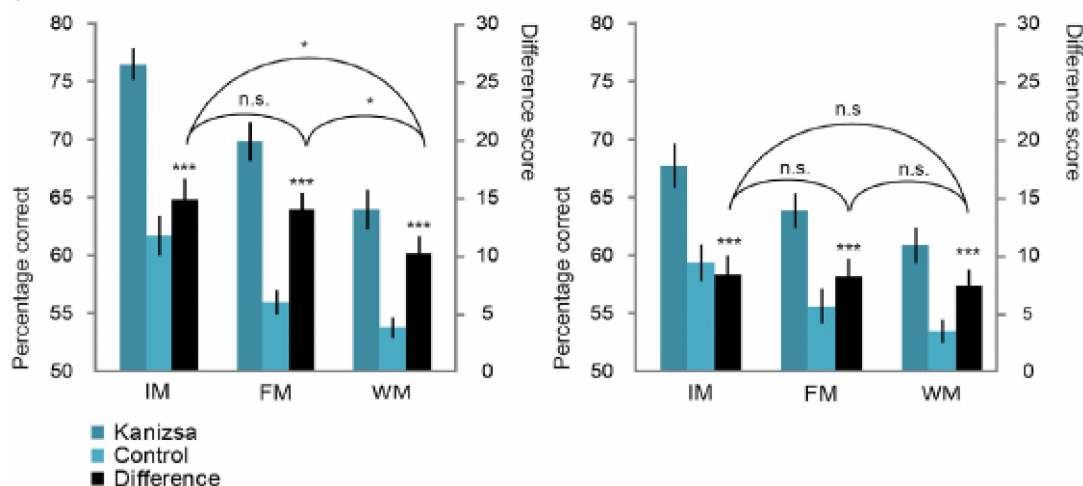 80
75
70
65
60
55
50
Percentage correct
30
25
20
15
10
5
0
Difference score
*
n.s.
*
***
***
***
IM
FM
WM
Kanizsa
Control
Difference
80
75
70
65
60
55
50
Percentage correct
30
25
20
15
10
5
0
Difference score
n.s
n.s.
n.s.
***
***
***
IM
FM
WM